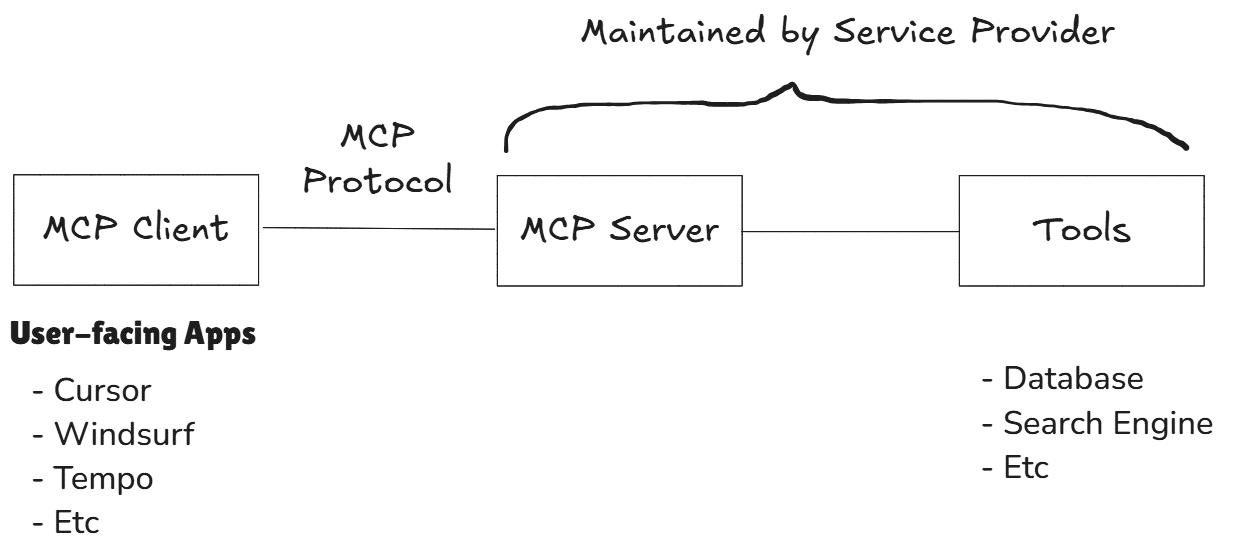 Maintained by Service Provider
MCP
Protocol
MCP Client
MCP Server
Tools
User-facing Apps
- Cursor
- Windsurf
- Tempo
- Etc
- Database
- Search Engine
- Etc